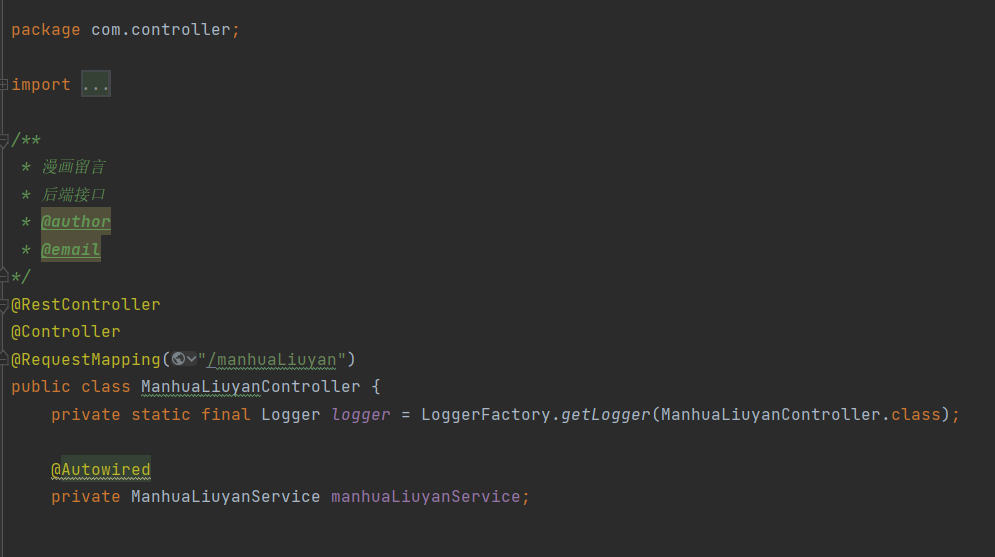 package com.controller;
import ...
/**
* 漫画留言
* 后端接口
* @author
* @email
*/
@RestController
@Controller
@RequestMapping("/manhuaLiuyan")
public class ManhuaLiuyanController {
private static final Logger logger = LoggerFactory.getLogger(ManhuaLiuyanController.class);
@Autowired
private ManhuaLiuyanService manhuaLiuyanService;